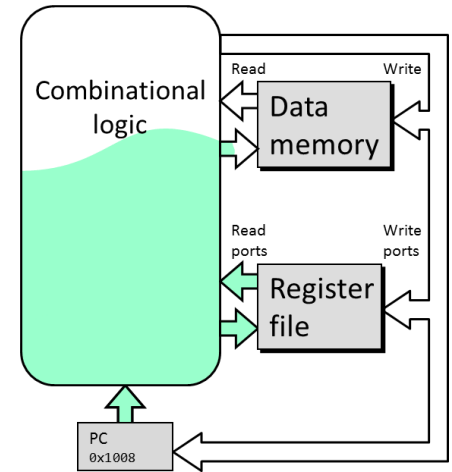 Combinational
logic
Read
Write
Data
memory
Read
ports
Write
ports
Register
file
PC
0x1008